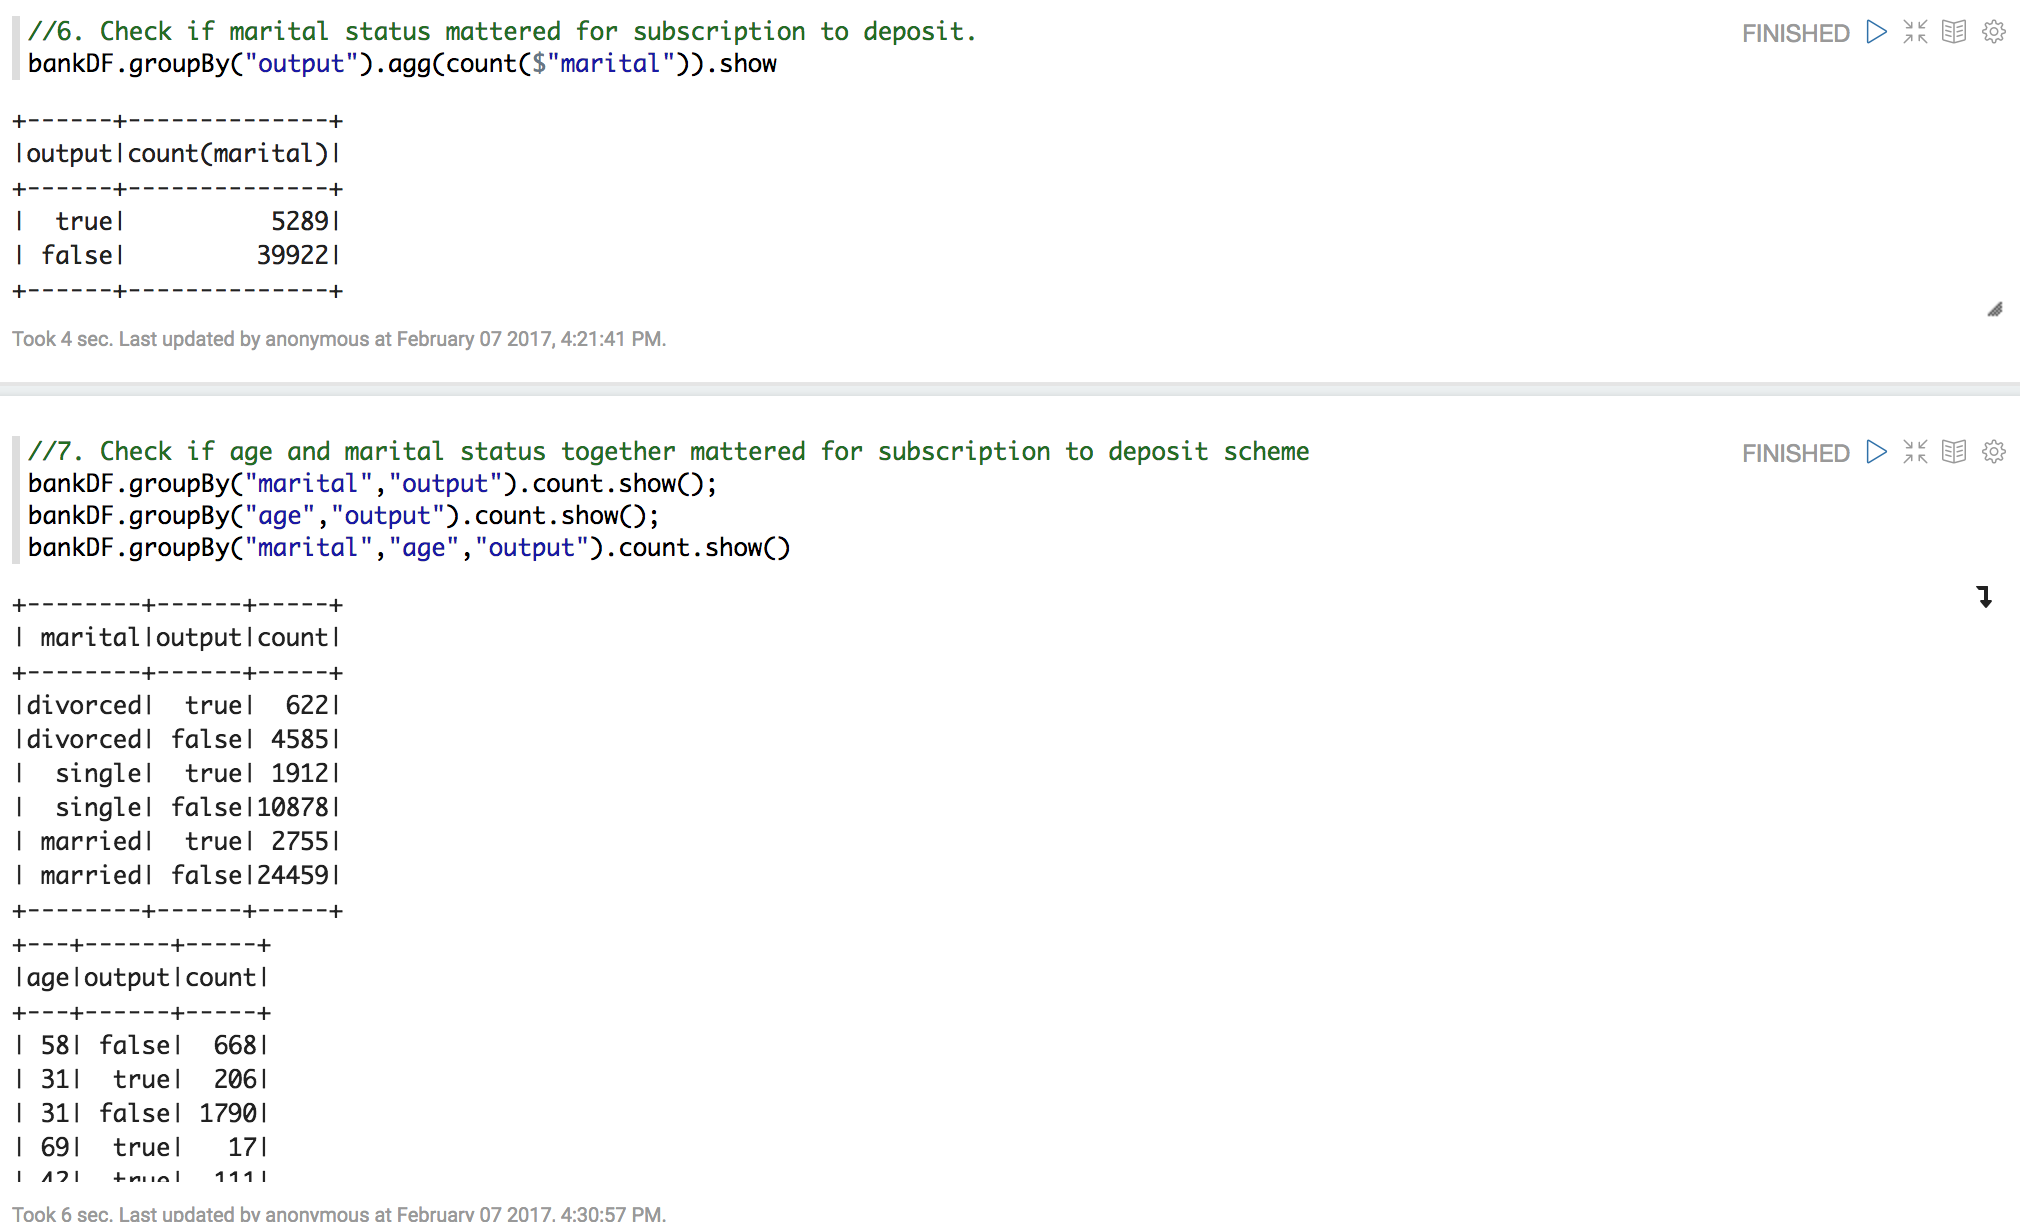 //6. Check if marital status mattered for subscription to deposit.
FINISHED
bankDF.groupBy("output").agg(count($"marital")).show
+------+--------------+
|output|count(marital)|
+------+--------------+
|  true|          5289|
| false|         39922|
+------+--------------+
Took 4 sec. Last updated by anonymous at February 07 2017, 4:21:41 PM.
//7. Check if age and marital status together mattered for subscription to deposit scheme
FINISHED
bankDF.groupBy("marital","output").count.show();
bankDF.groupBy("age","output").count.show();
bankDF.groupBy("marital","age","output").count.show()
+--------+------+-----+
| marital|output|count|
+--------+------+-----+
|divorced|  true|  622|
|divorced| false| 4585|
|  single|  true| 1912|
|  single| false|10878|
| married|  true| 2755|
| married| false|24459|
+--------+------+-----+
+---+------+-----+
|age|output|count|
+---+------+-----+
| 58| false|  668|
| 31|  true|  206|
| 31| false| 1790|
| 69|  true|   17|
| 42|  true|  111|
Took 6 sec. Last updated by anonymous at February 07 2017, 4:30:57 PM.